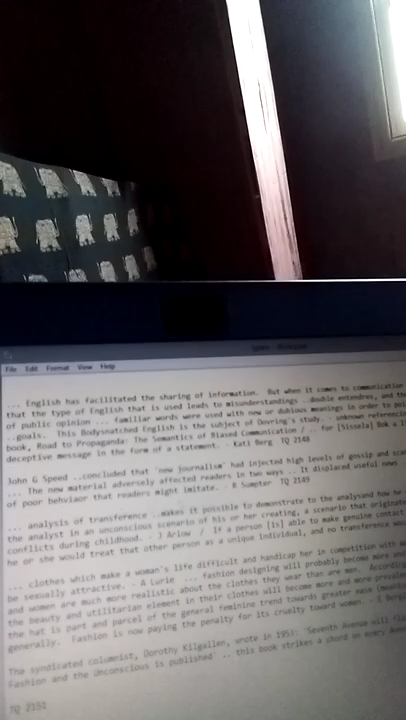 File Edit Format View Help
... English has facilitated the sharing of information. But when it comes to communication
that the type of English that is used leads to misunderstandings ..double entendres, and the
of public opinion ... familiar words were used with new or dubious meanings in order to
..goals. This Bodysnatched English is the subject of Dovring's study. - unknown
book, Road to Propaganda: The Semantics of Biased Communication / .. for [Sissela] Bok a
deceptive message in the form of a statement. - Kati Berg TQ 2148
John G Speed ..concluded that 'new journalism' had injected high levels of gossip and
... The new material adversely affected readers in two ways .. It displaced useful news
of poor behviaor that readers might imitate. - R Sumpter TQ 2149
... analysis of transference ..makes it possible to demonstrate to the analysand how he
the analyst in an unconscious scenario of his or her creating, a scenario that
conflicts during childhood. - J Arlow / If a person [is] able to make genuine contact
he or she would treat that other person as a unique individual, and no transference
... clothes which make a woman's life difficult and handicap her in competition with
be sexually attractive. - A Lurie ... fashion designing will probably become more and
and women are much more realistic about the clothes they wear than are men.
the beauty and utilitarian element in their clothes will become more and more
the hat is part and parcel of the general feminine trend towards greater ease
generally. Fashion is now paying the penalty for its cruelty toward women. - E
The syndicated columnist, Dorothy Kilgallen, wrote in 1953: 'Seventh Avenue will
Fashion and the Unconscious is published' .. this book strikes a chord on every
TQ 2151